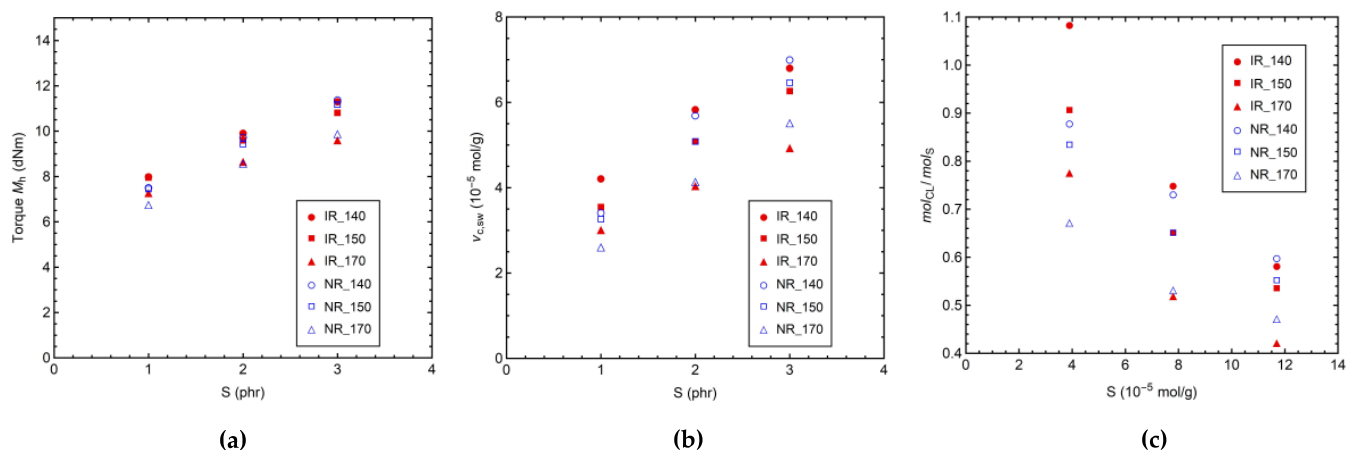 14
12
10
8
6
4
2
0
Torque Mh (dNm)
IR_140
IR_150
IR_170
NR_140
NR_150
NR_170
0 1 2 3 4
S (phr)
(a)
8
6
4
2
0
νc,sw (10−5 mol/g)
IR_140
IR_150
IR_170
NR_140
NR_150
NR_170
0 1 2 3 4
S (phr)
(b)
1.1
1.0
0.9
0.8
0.7
0.6
0.5
0.4
molCL/ molS
IR_140
IR_150
IR_170
NR_140
NR_150
NR_170
0 2 4 6 8 10 12 14
S (10−5 mol/g)
(c)